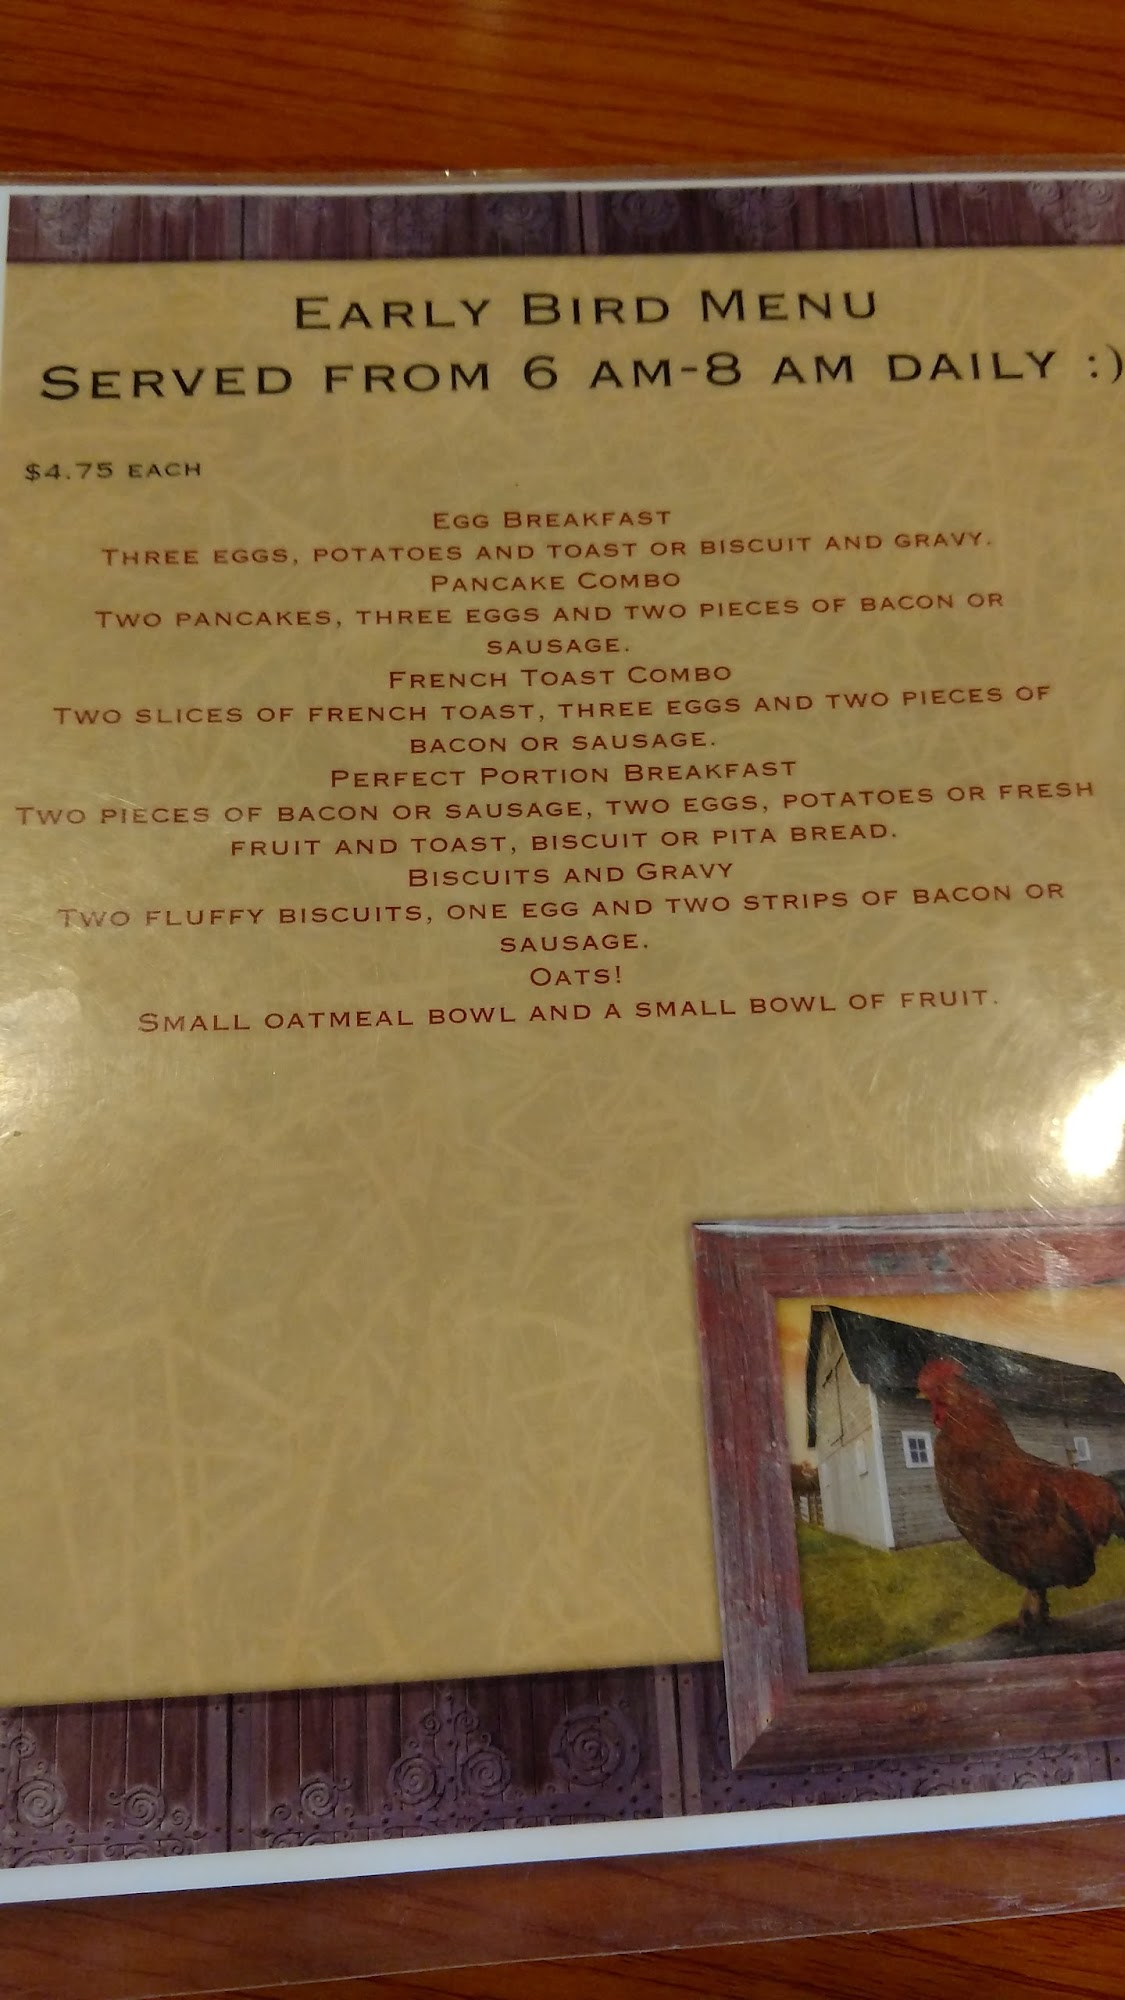 Early Bird Menu
Served from 6 am-8 am daily :)
$4.75 each
Egg Breakfast
Three eggs, potatoes and toast or biscuit and gravy.
Pancake Combo
Two pancakes, three eggs and two pieces of bacon or
sausage.
French Toast Combo
Two slices of french toast, three eggs and two pieces of
bacon or sausage.
Perfect Portion Breakfast
Two pieces of bacon or sausage, two eggs, potatoes or fresh
fruit and toast, biscuit or pita bread.
Biscuits and Gravy
Two fluffy biscuits, one egg and two strips of bacon or
sausage.
Oats!
Small oatmeal bowl and a small bowl of fruit.